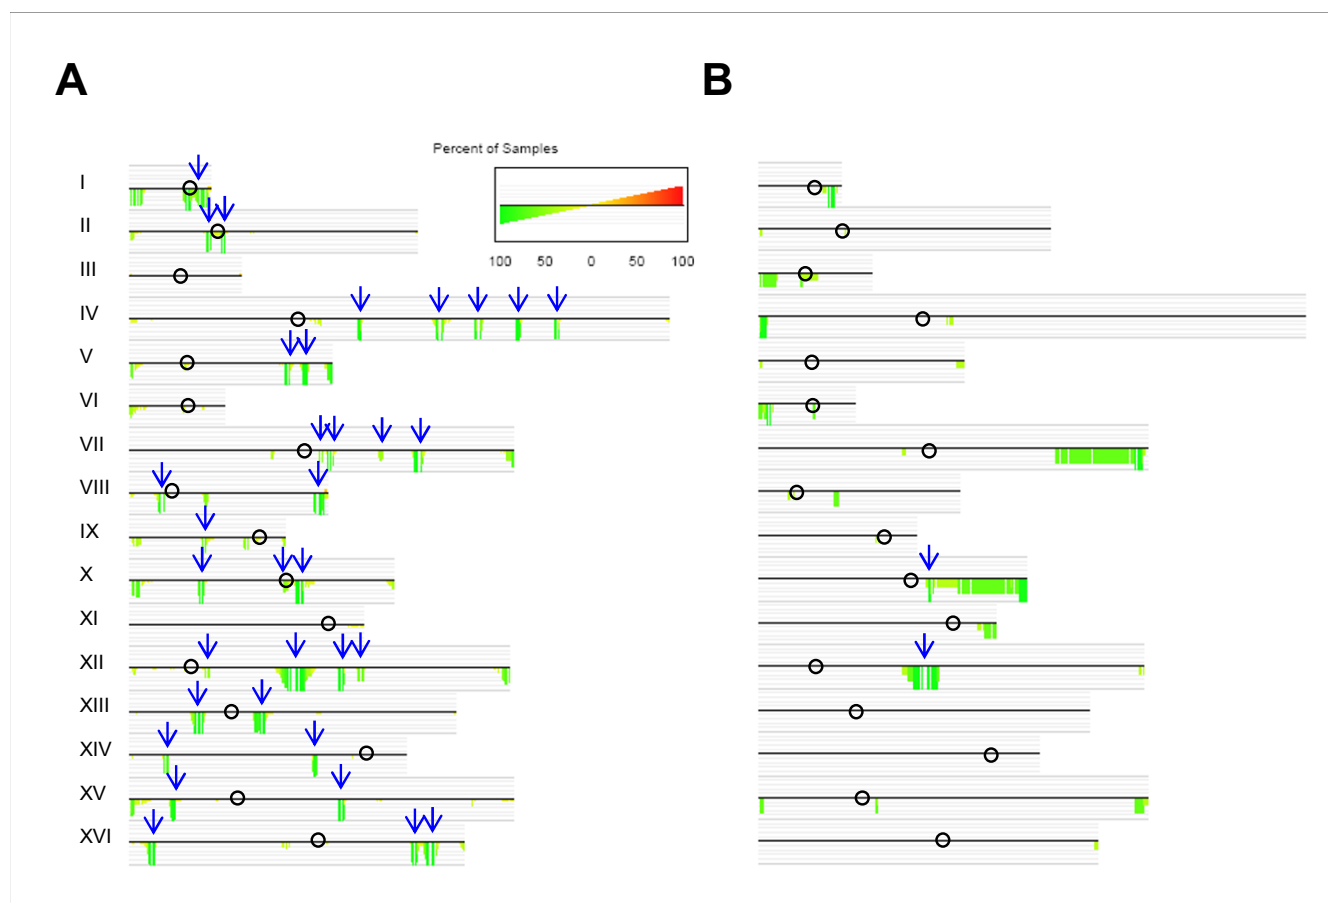 A
B
Percent of Samples
100 50 0 50 100
I
II
III
IV
V
VI
VII
VIII
IX
X
XI
XII
XIII
XIV
XV
XVI